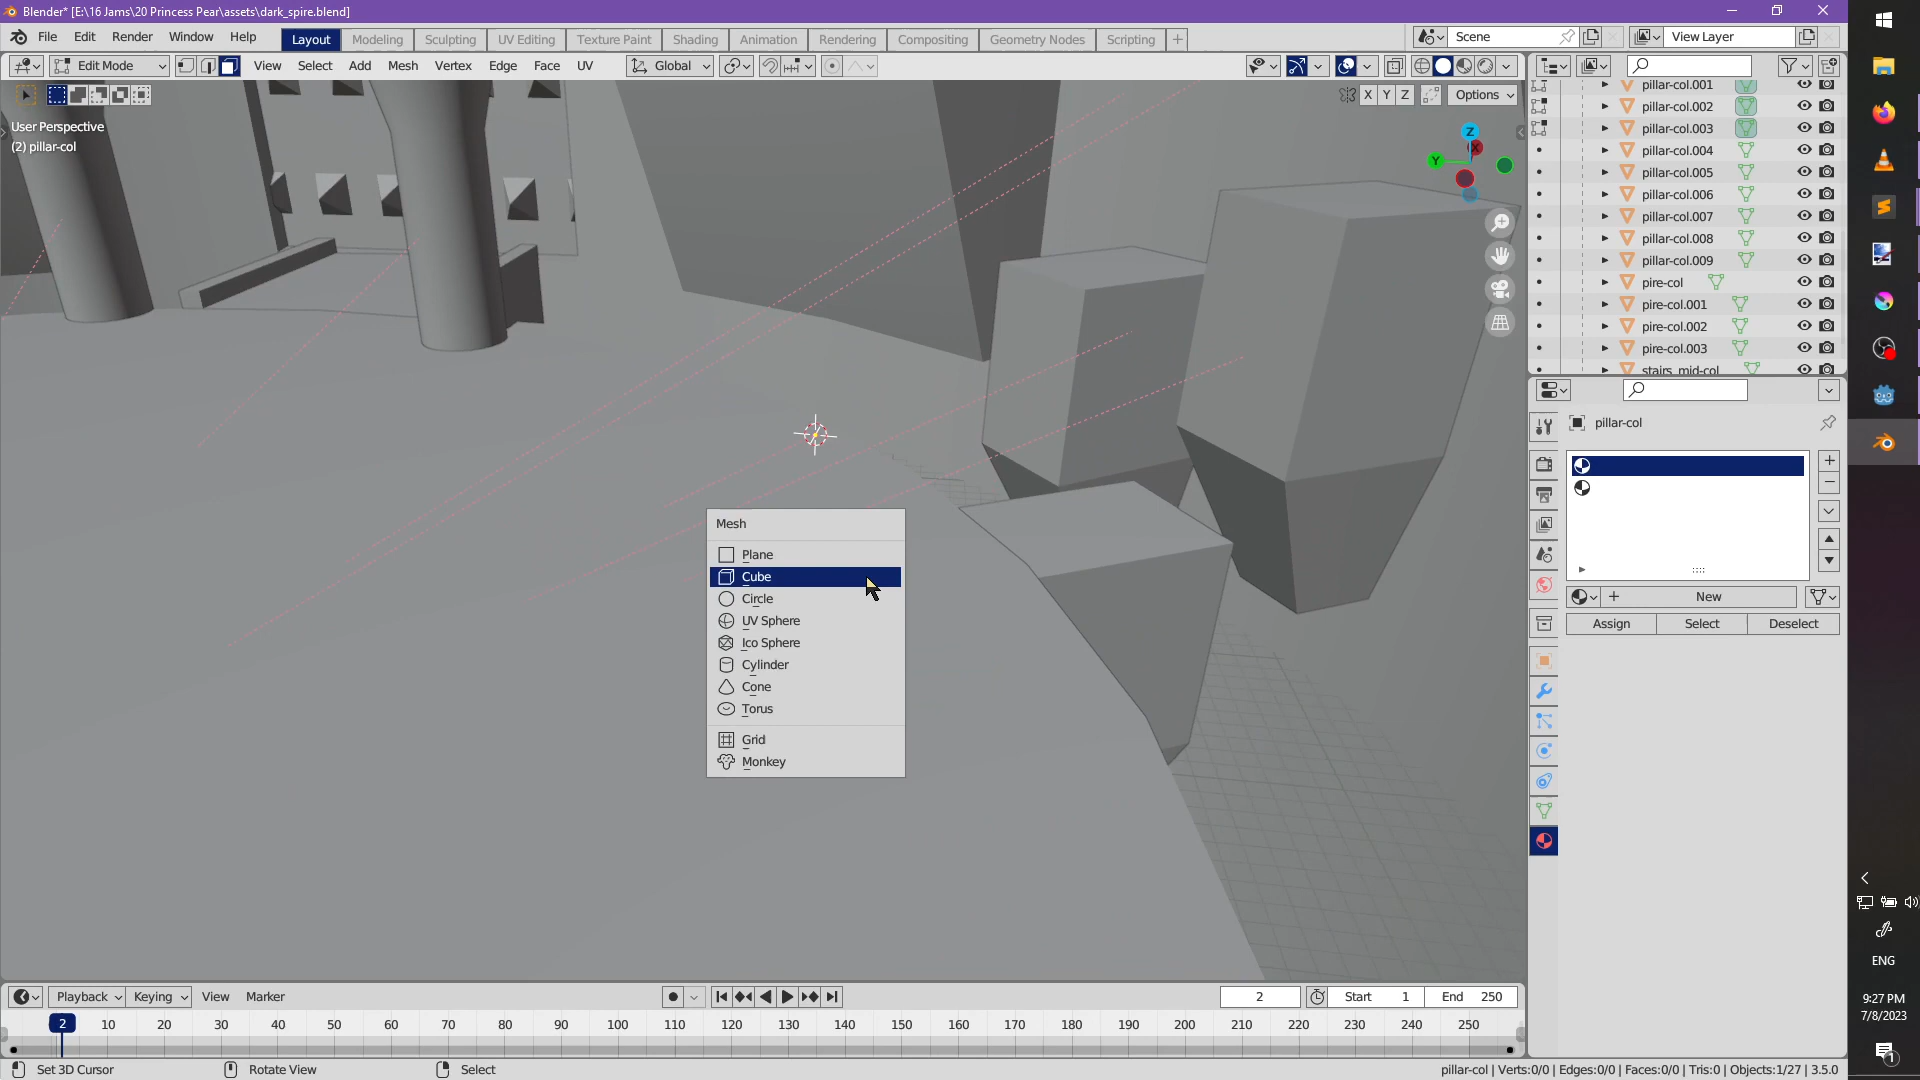 Blender* [E:\16 Jams\20 Princess Pear\assets\dark_spire.blend]
File Edit Render Window Help
Layout Modeling Sculpting UV Editing Texture Paint Shading Animation Rendering Compositing Geometry Nodes Scripting
Scene
View Layer
Edit Mode
View Select Add Mesh Vertex Edge Face UV
Global
X Y Z
Options
User Perspective
(2) pillar-col
Z
X
Y
pillar-col.001
pillar-col.002
pillar-col.003
pillar-col.004
pillar-col.005
pillar-col.006
pillar-col.007
pillar-col.008
pillar-col.009
pire-col
pire-col.001
pire-col.002
pire-col.003
stairs_mid-col
pillar-col
New
Assign Select Deselect
Mesh
Plane
Cube
Circle
UV Sphere
Ico Sphere
Cylinder
Cone
Torus
Grid
Monkey
Playback Keying View Marker
2
Start 1
End 250
2 10 20 30 40 50 60 70 80 90 100 110 120 130 140 150 160 170 180 190 200 210 220 230 240 250
Set 3D Cursor Rotate View Select
pillar-col | Verts:0/0 | Edges:0/0 | Faces:0/0 | Tris:0 | Objects:1/27 | 3.5.0
ENG
9:27 PM
7/8/2023
1